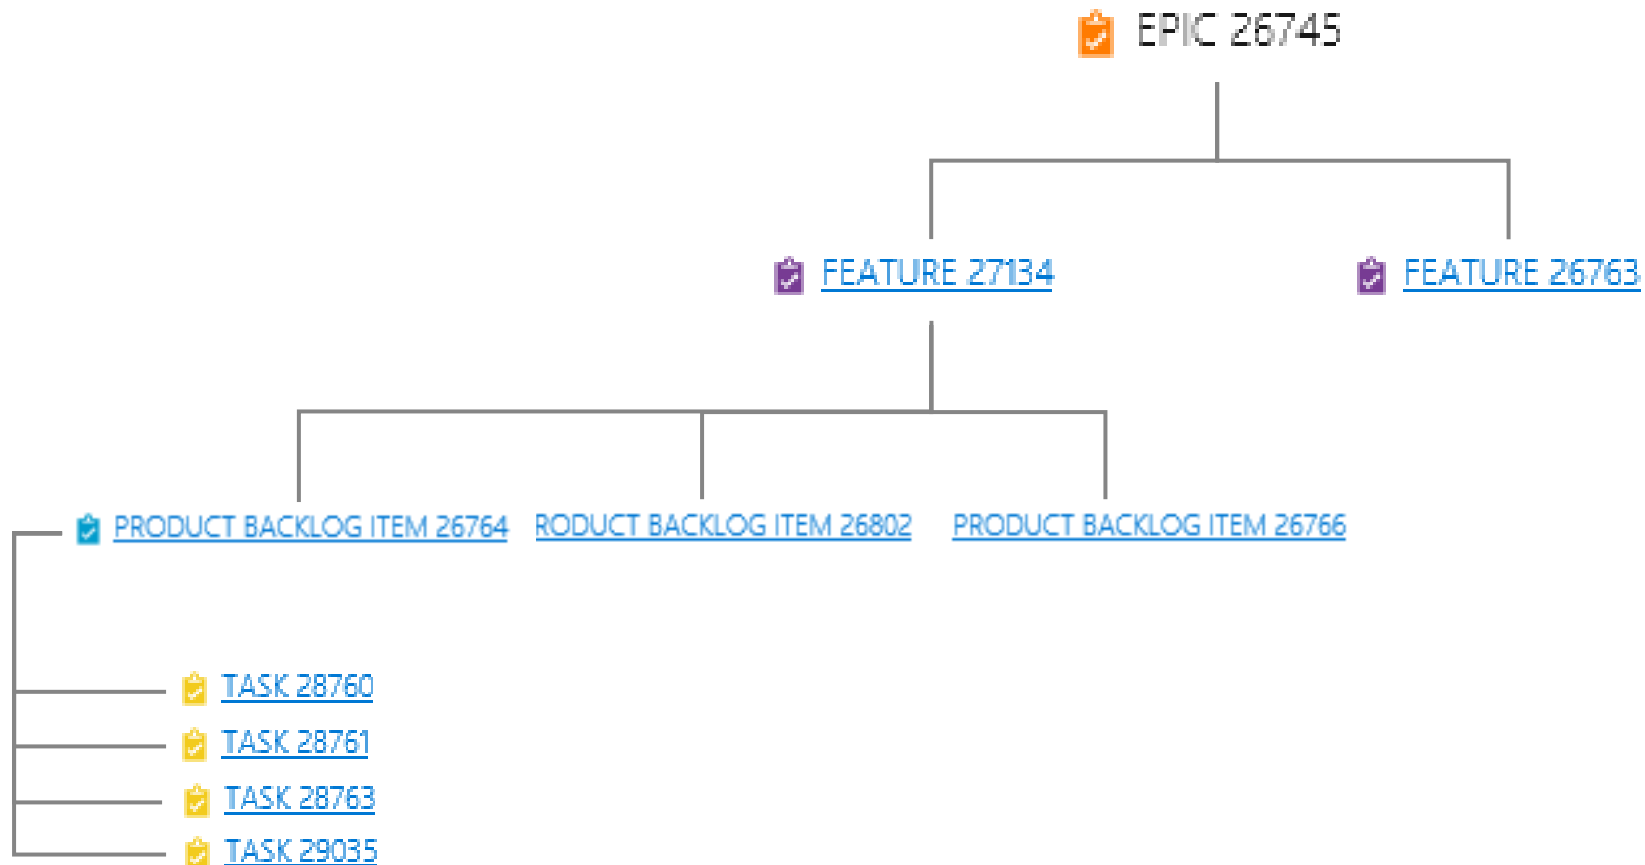 EPIC 26745
FEATURE 27134 FEATURE 26763
PRODUCT BACKLOG ITEM 26764 RODUCT BACKLOG ITEM 26802 PRODUCT BACKLOG ITEM 26766
TASK 28760
TASK 28761
TASK 28763
TASK 29035